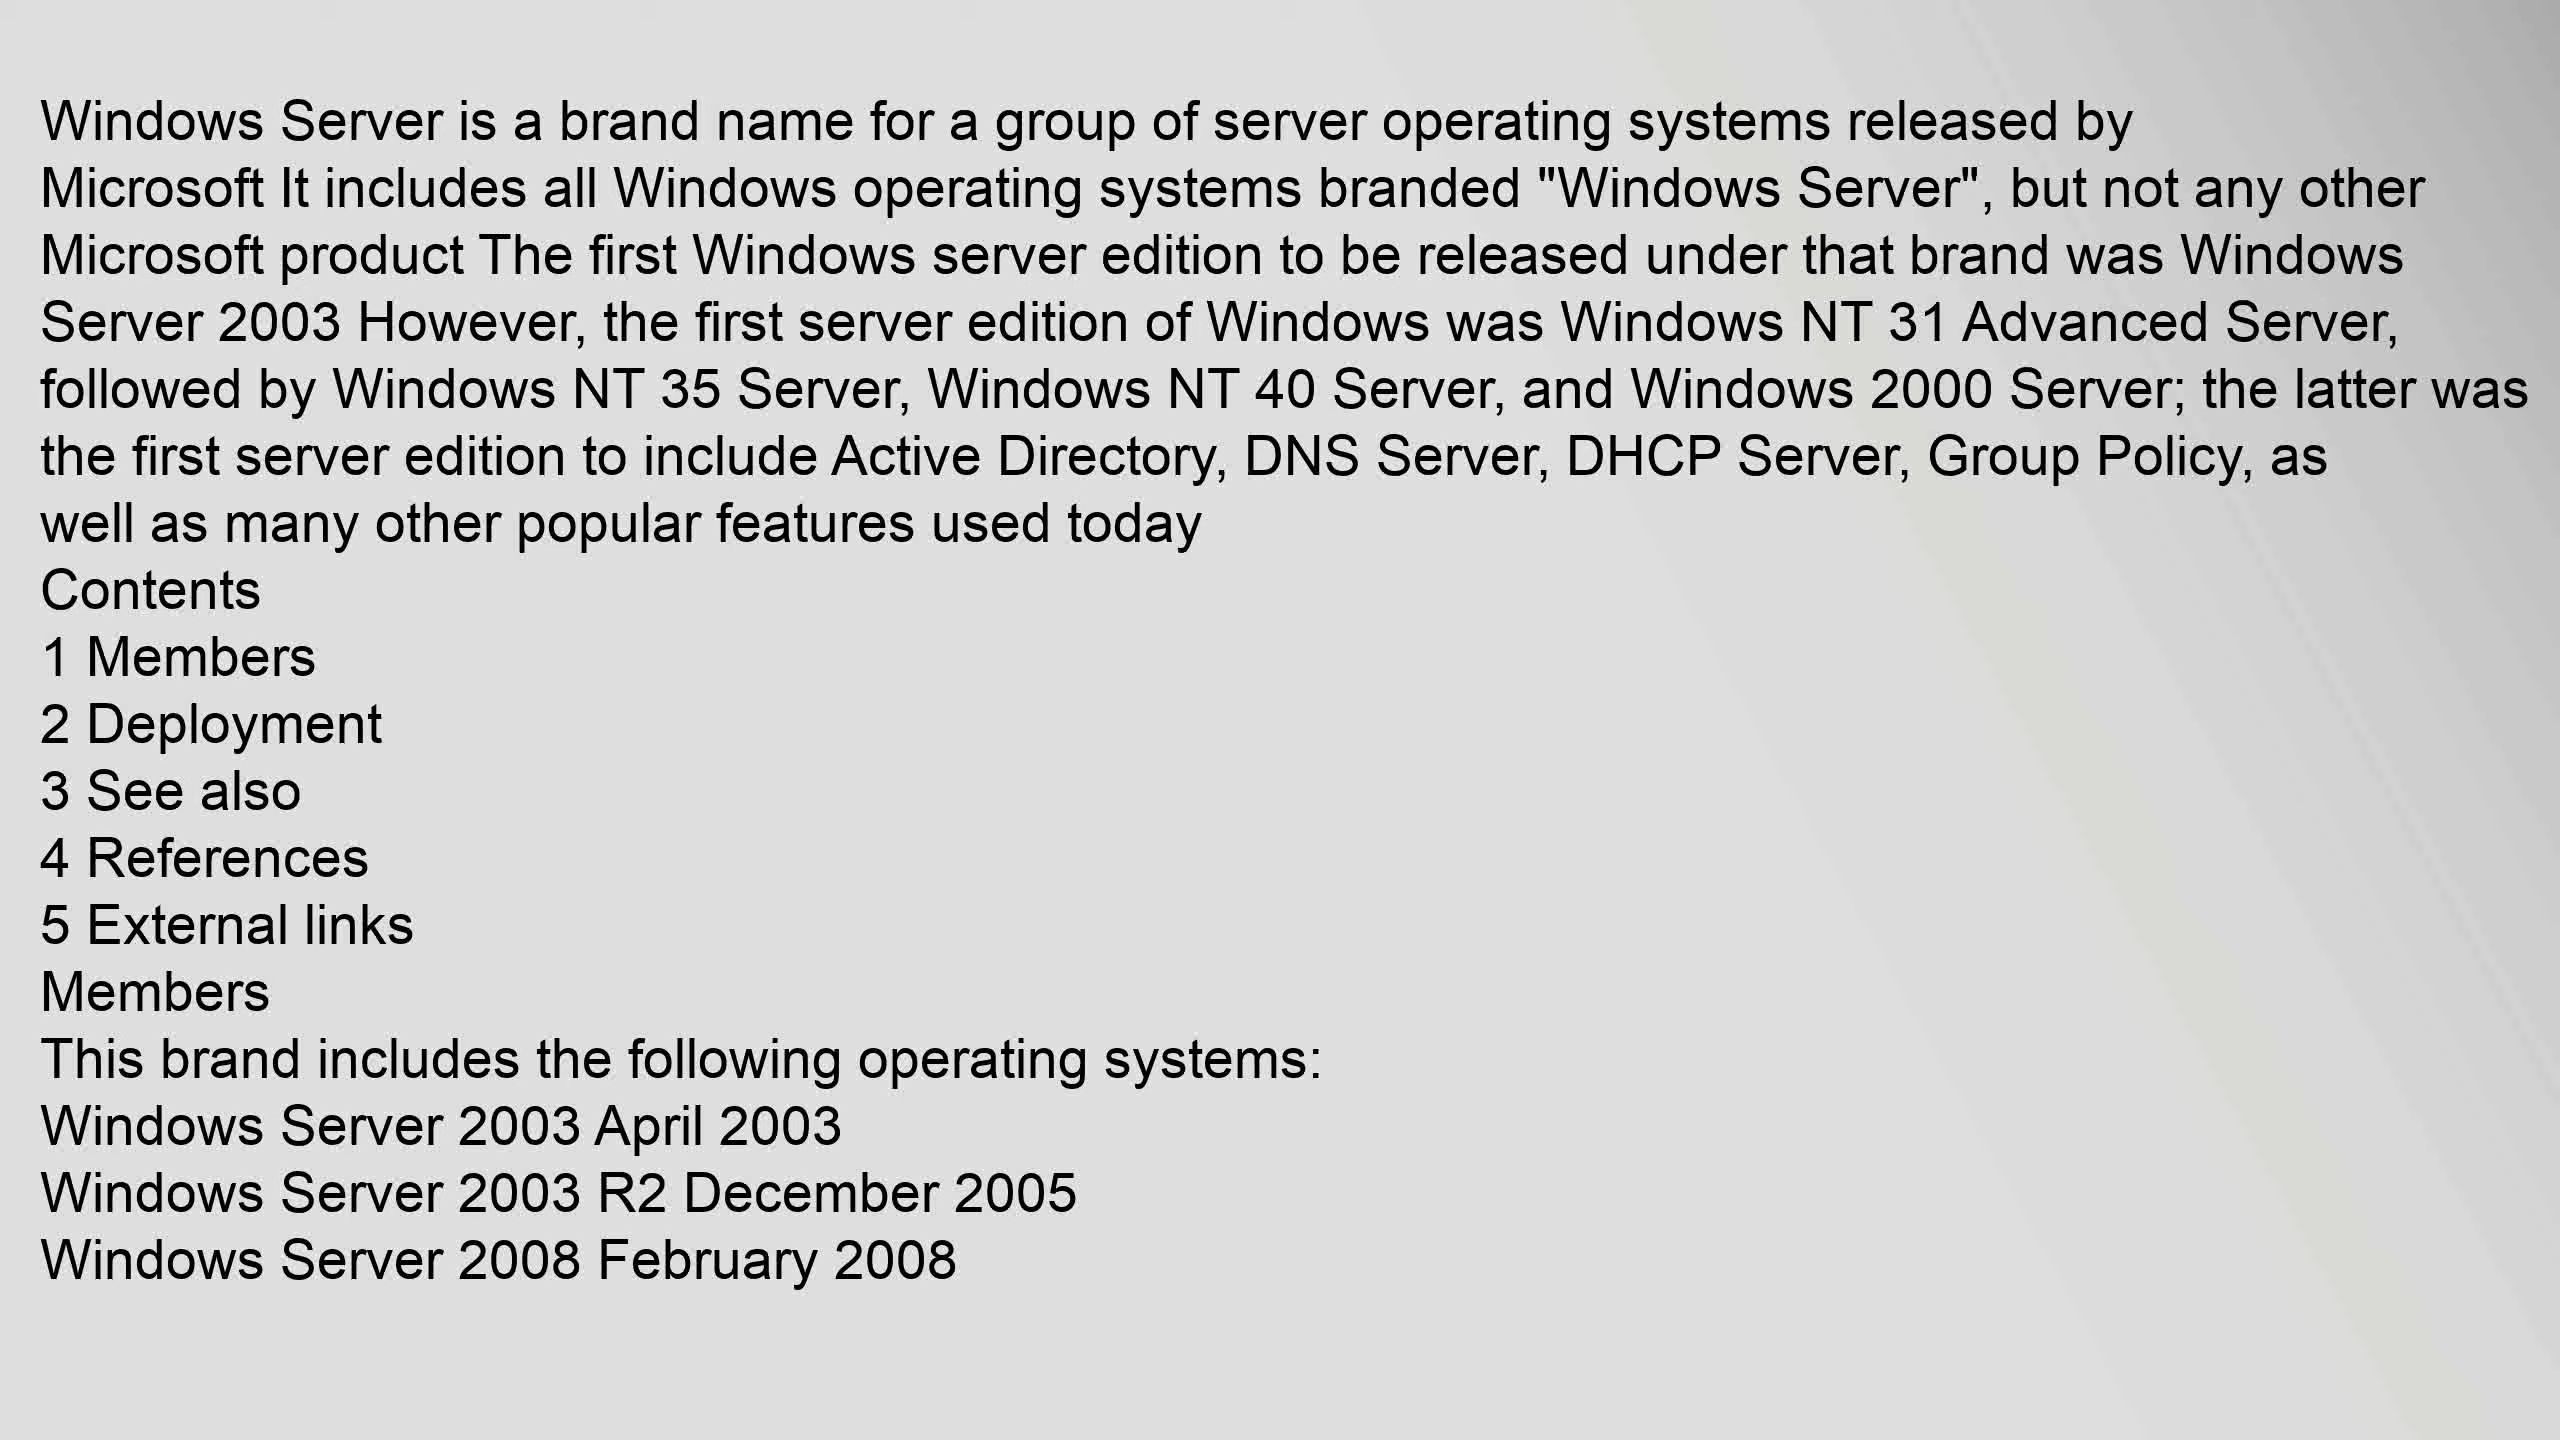 Windows Server is a brand name for a group of server operating systems released by
Microsoft It includes all Windows operating systems branded "Windows Server", but not any other
Microsoft product The first Windows server edition to be released under that brand was Windows
Server 2003 However, the first server edition of Windows was Windows NT 31 Advanced Server,
followed by Windows NT 35 Server, Windows NT 40 Server, and Windows 2000 Server; the latter was
the first server edition to include Active Directory, DNS Server, DHCP Server, Group Policy, as
well as many other popular features used today
Contents
1 Members
2 Deployment
3 See also
4 References
5 External links
Members
This brand includes the following operating systems:
Windows Server 2003 April 2003
Windows Server 2003 R2 December 2005
Windows Server 2008 February 2008